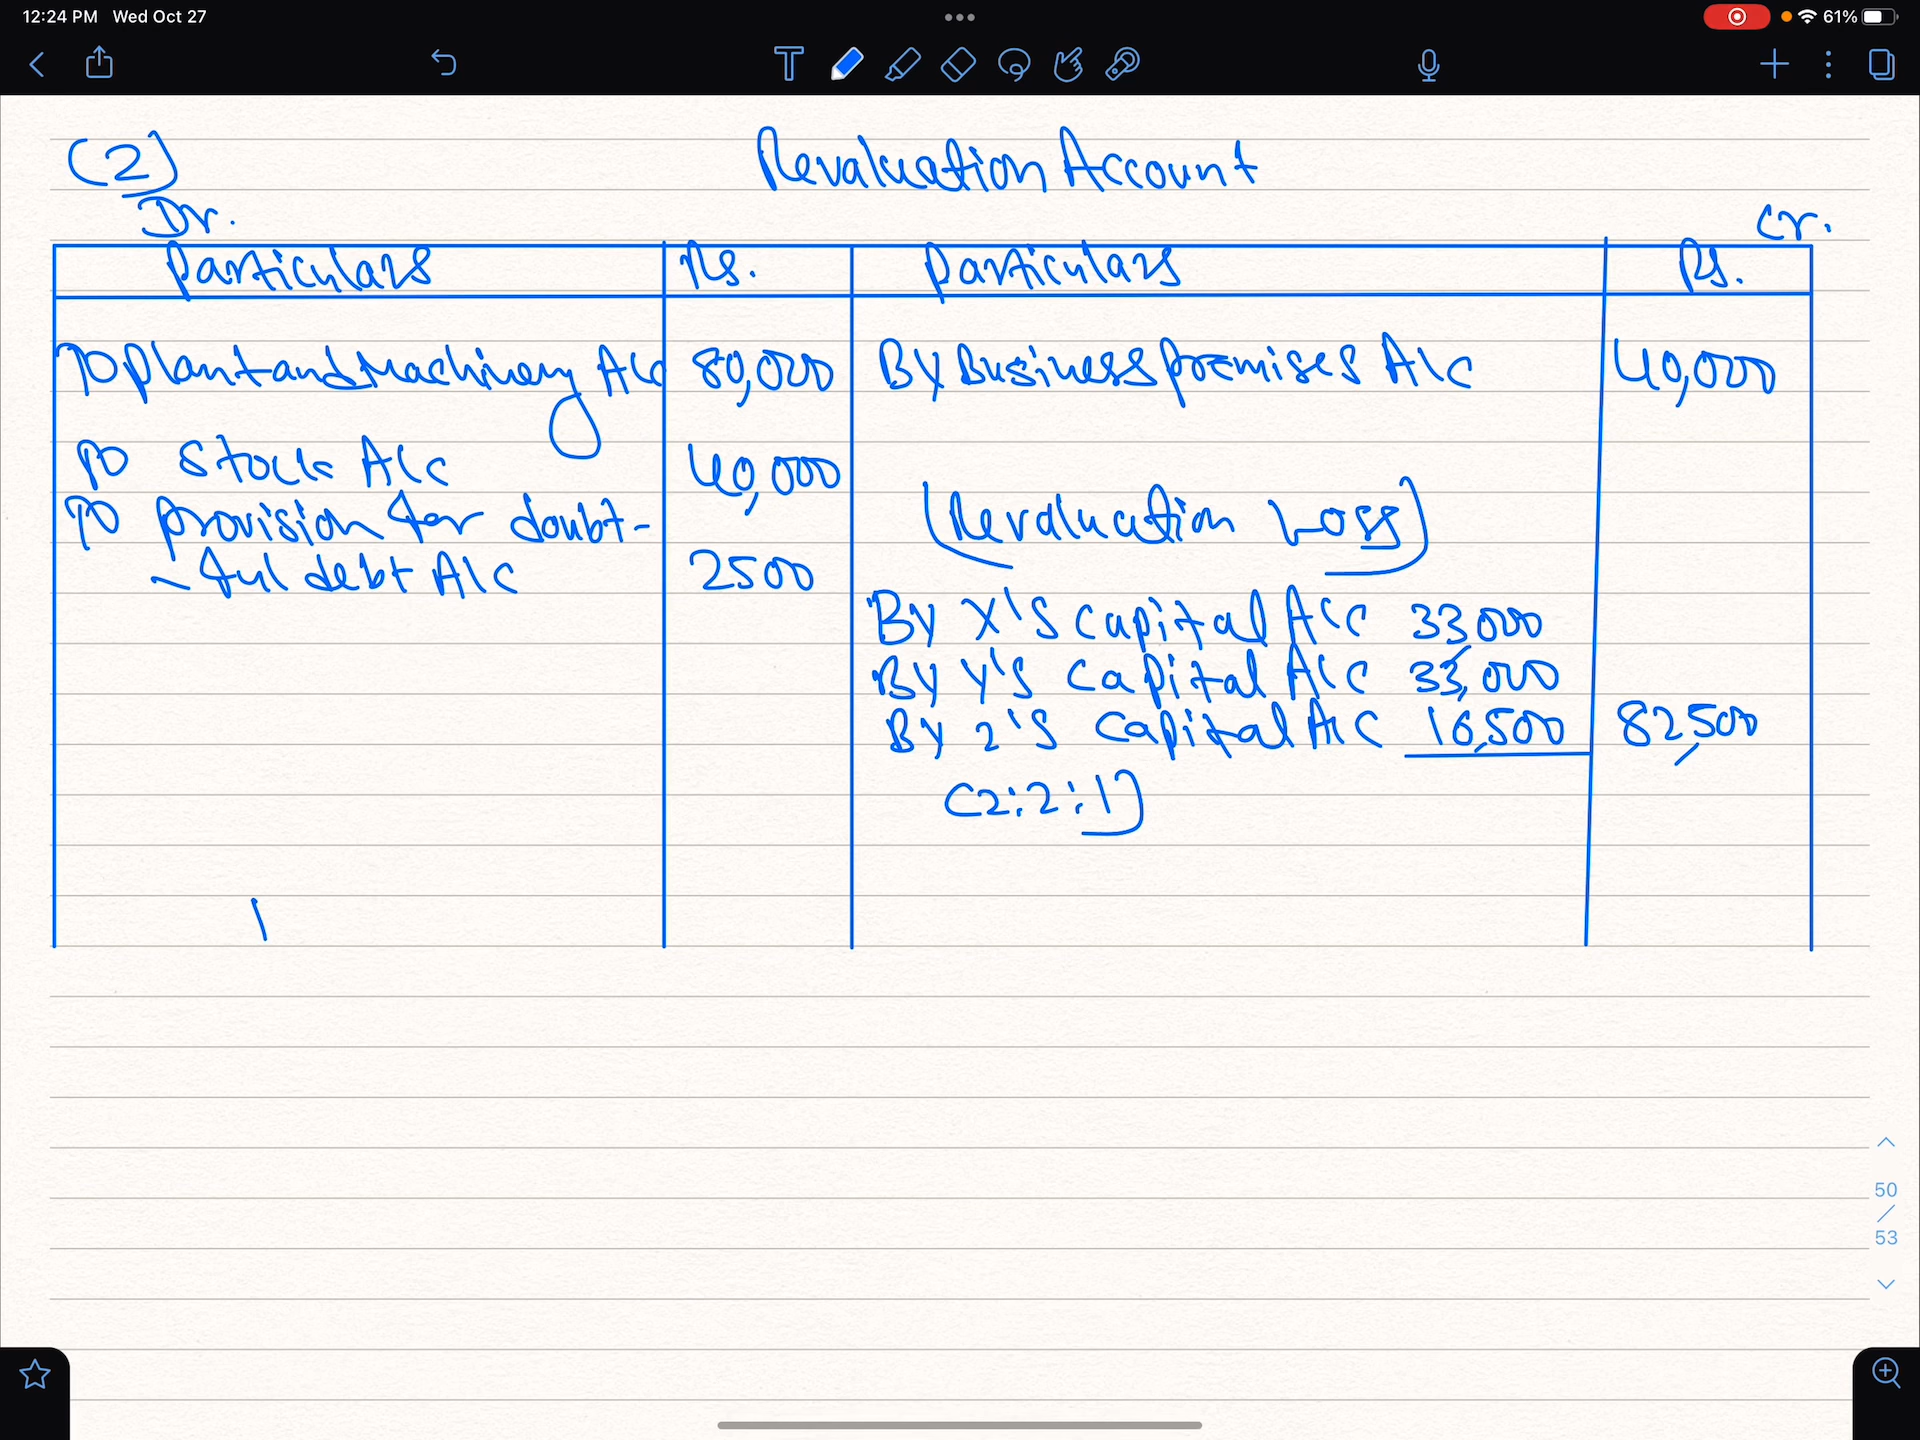 12:24 PM Wed Oct 27
61%
(2) Revaluation Account
Dr. Cr.
Particulars Rs. Particulars Rs.
To Plant and Machinery A/c 80,000 By Business Premises A/c 40,000
To Stock A/c 40,000
(Revaluation Loss)
To provision for doubt-
-ful debt A/c 2500
By X's Capital A/c 33,000
By Y's Capital A/c 33,000
By Z's Capital A/c 16,500 82,500
(2:2:1)
50
/
53